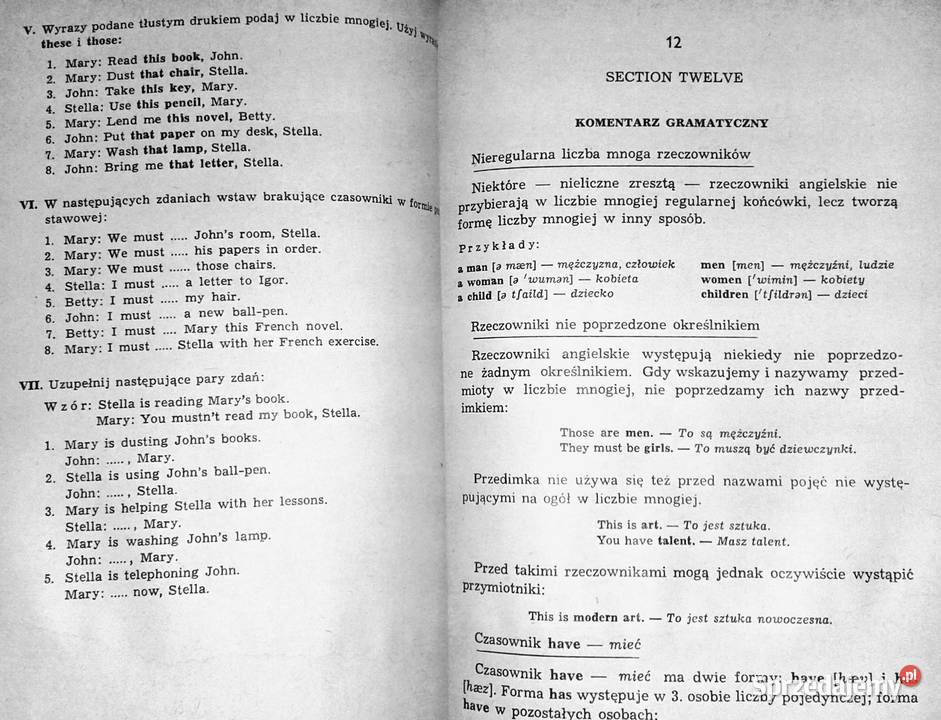 V. Wyrazy podane tłustym drukiem podaj w liczbie mnogiej. Użyj
these i those:
1. Mary: Read this book, John.
2. Mary: Dust that chair, Stella.
3. John: Take this key, Mary.
4. Stella: Use this pencil, Mary.
5. Mary: Lend me this novel, Betty.
6. John: Put that paper on my desk, Stella.
7. Mary: Wash that lamp, Stella.
8. John: Bring me that letter, Stella.
VI. W następujących zdaniach wstaw brakujące czasowniki w formie
stawowej:
1. Mary: We must ..... John's room, Stella.
2. Mary: We must ..... his papers in order.
3. Mary: We must ...... those chairs.
4. Stella: I must ..... a letter to Igor.
5. Betty: I must ..... my hair.
6. John: I must ..... a new ball-pen.
7. Betty: I must .... Mary this French novel.
8. Mary: I must ..... Stella with her French exercise.
VII. Uzupełnij następujące pary zdań:
Wzór: Stella is reading Mary's book.
Mary: You mustn't read my book, Stella.
1. Mary is dusting John's books.
John: ....., Mary.
2. Stella is using John's ball-pen.
John: ....., Stella.
3. Mary is helping Stella with her lessons.
Stella: ....., Mary.
4. Mary is washing John's lamp.
John: ....., Mary.
5. Stella is telephoning John.
Mary: ..... now, Stella.
12
SECTION TWELVE
KOMENTARZ GRAMATYCZNY
Nieregularna liczba mnoga rzeczowników
Niektóre — nieliczne zresztą — rzeczowniki angielskie nie
przybierają w liczbie mnogiej regularnej końcówki, lecz tworzą
formę liczby mnogiej w inny sposób.
Przykłady:
a man [ə mæn] — mężczyzna, człowiek men [men] — mężczyźni, ludzie
a woman [ə 'wumən] — kobieta women ['wimin] — kobiety
a child [ə tʃaild] — dziecko children ['tʃildrən] — dzieci
Rzeczowniki nie poprzedzone określnikiem
Rzeczowniki angielskie występują niekiedy nie poprzedzo-
ne żadnym określnikiem. Gdy wskazujemy i nazywamy przed-
mioty w liczbie mnogiej, nie poprzedzamy ich nazwy przed-
imkiem:
Those are men. — To są mężczyźni.
They must be girls. — To muszą być dziewczynki.
Przedimka nie używa się też przed nazwami pojęć nie wystę-
pującymi na ogół w liczbie mnogiej.
This is art. — To jest sztuka.
You have talent. — Masz talent.
Przed takimi rzeczownikami mogą jednak oczywiście wystąpić
przymiotniki:
This is modern art. — To jest sztuka nowoczesna.
Czasownik have — mieć
Czasownik have — mieć ma dwie formy: have [hæv] i
[hæz]. Forma has występuje w 3. osobie liczby pojedynczej; forma
have w pozostałych osobach:
Sprzedajemy.pl